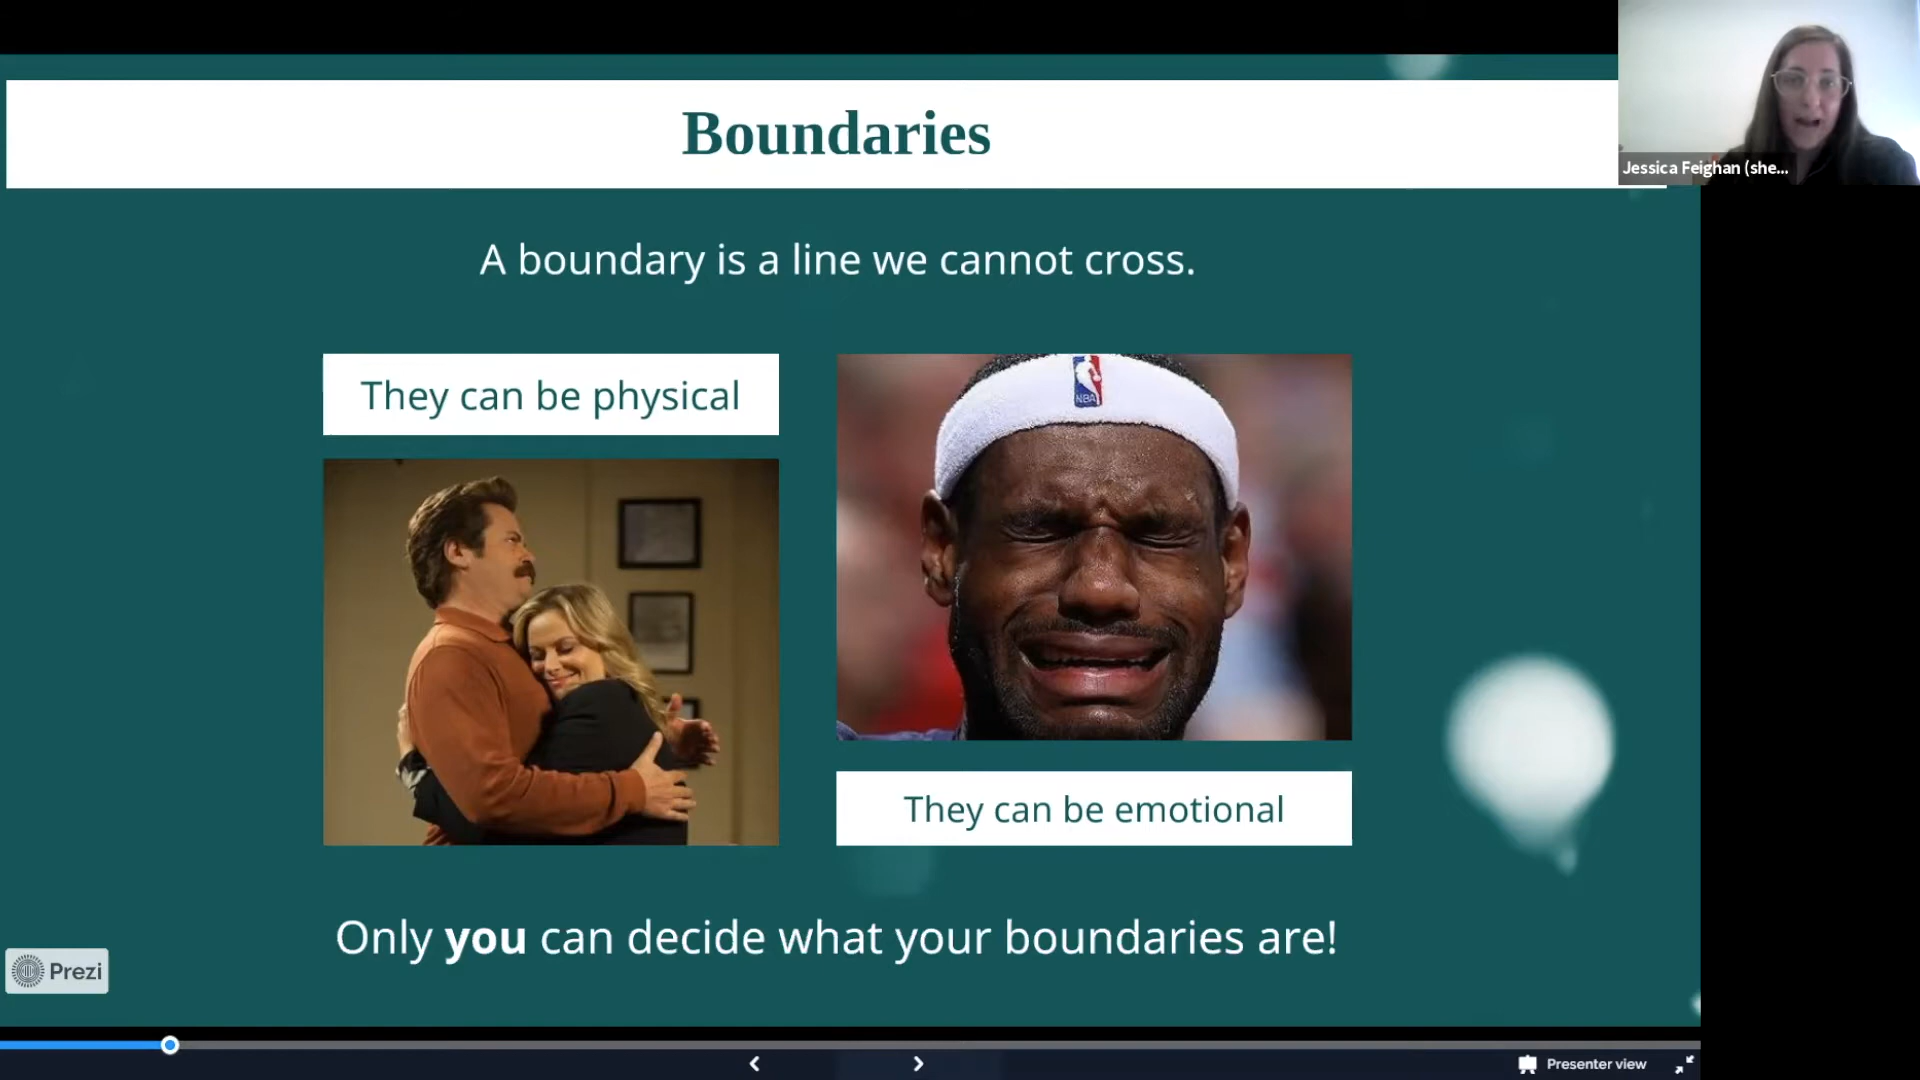 Boundaries
Jessica Feighan (she...
A boundary is a line we cannot cross.
They can be physical
NBA
They can be emotional
Only you can decide what your boundaries are!
Prezi
Presenter view